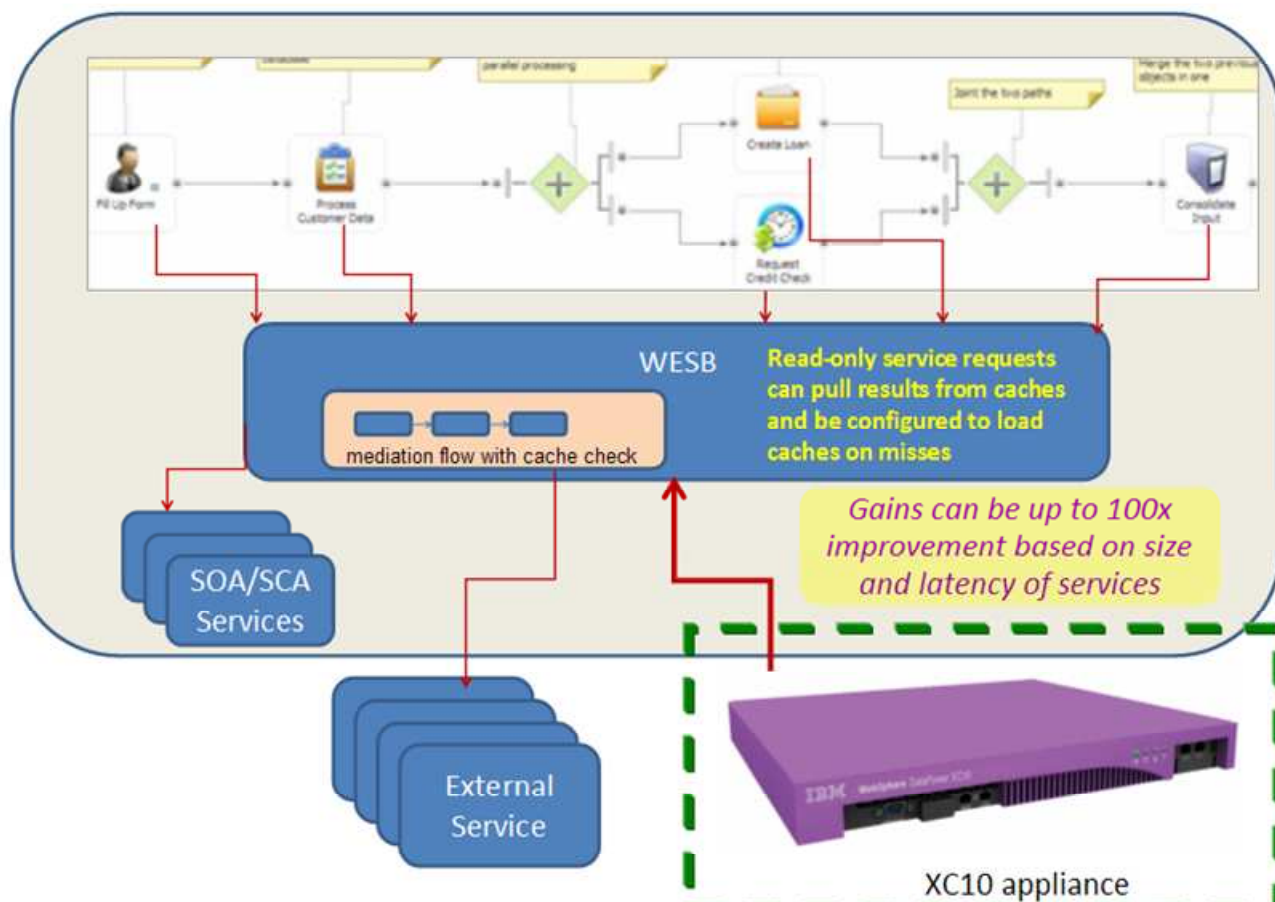 parallel processing
Merge the two previous
objects in one
Joint the two paths
Create Loan
Fill Up Form
Process
Customer Data
Request
Credit Check
Consolidate
Input
WESB
Read-only service requests
can pull results from caches
and be configured to load
caches on misses
mediation flow with cache check
Gains can be up to 100x
improvement based on size
and latency of services
SOA/SCA
Services
External
Service
IBM WebSphere DataPower XC10
XC10 appliance